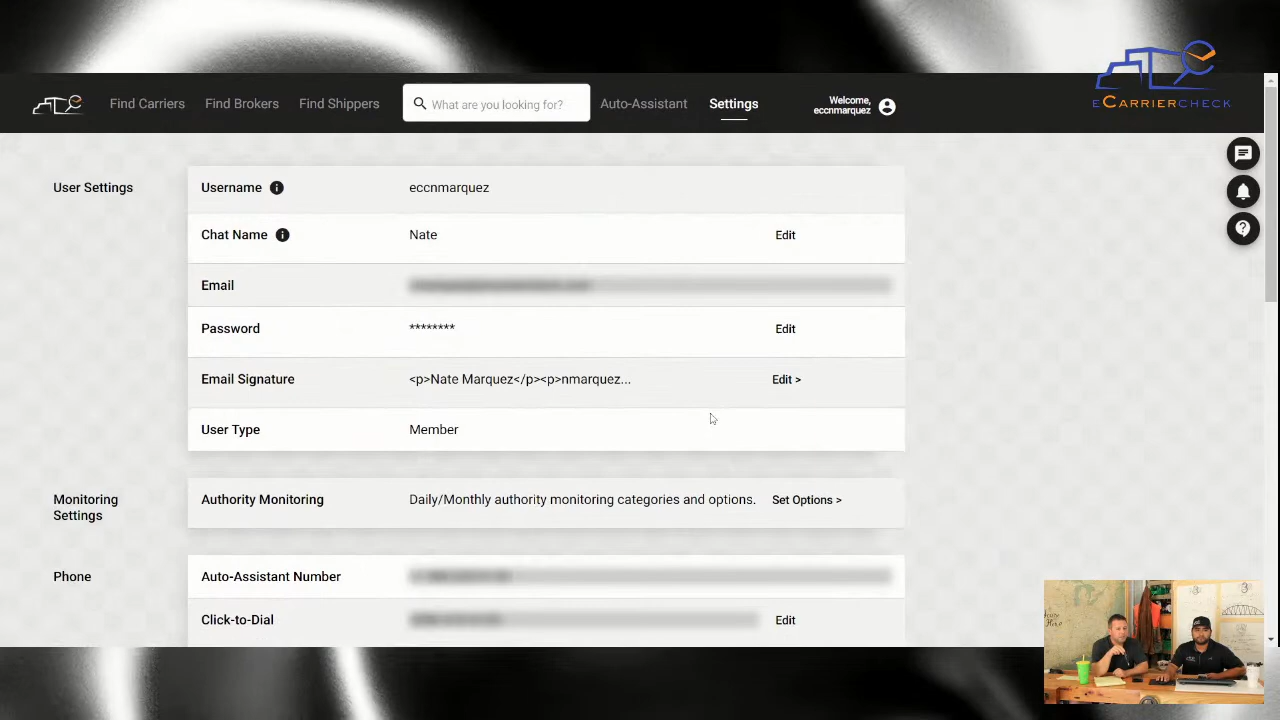 Find Carriers
Find Brokers
Find Shippers
What are you looking for?
Auto-Assistant
Settings
Welcome,
eccnmarquez
eCarrierCheck
User Settings
Username
eccnmarquez
Chat Name
Nate
Edit
Email
Password
********
Edit
Email Signature
<p>Nate Marquez</p><p>nmarquez...
Edit >
User Type
Member
Monitoring
Settings
Authority Monitoring
Daily/Monthly authority monitoring categories and options.
Set Options >
Phone
Auto-Assistant Number
Click-to-Dial
Edit